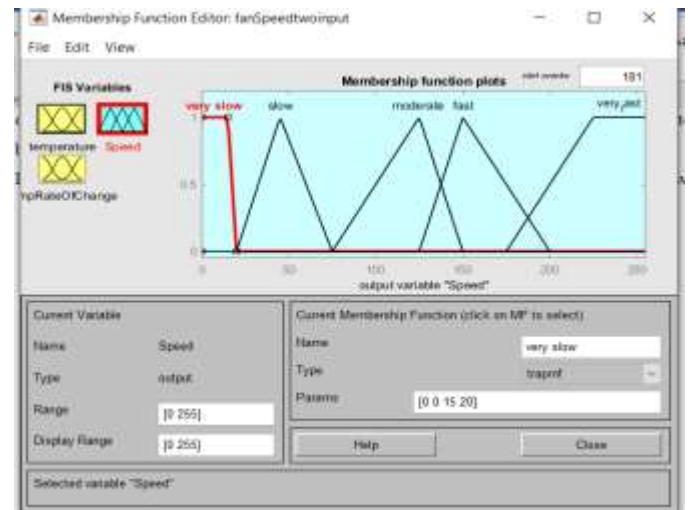 Membership Function Editor: fanSpeedtwoinput
File Edit View
FIS Variables
Membership function plots
181
temperature
Speed
mpRateOfChange
very slow
slow
moderate
fast
very fast
1
0.5
0
0
50
100
150
200
250
output variable "Speed"
Current Variable
Name Speed
Type output
Range [0 255]
Display Range [0 255]
Current Membership Function (click on MF to select)
Name very slow
Type trapmf
Params [0 0 15 20]
Help
Close
Selected variable "Speed"